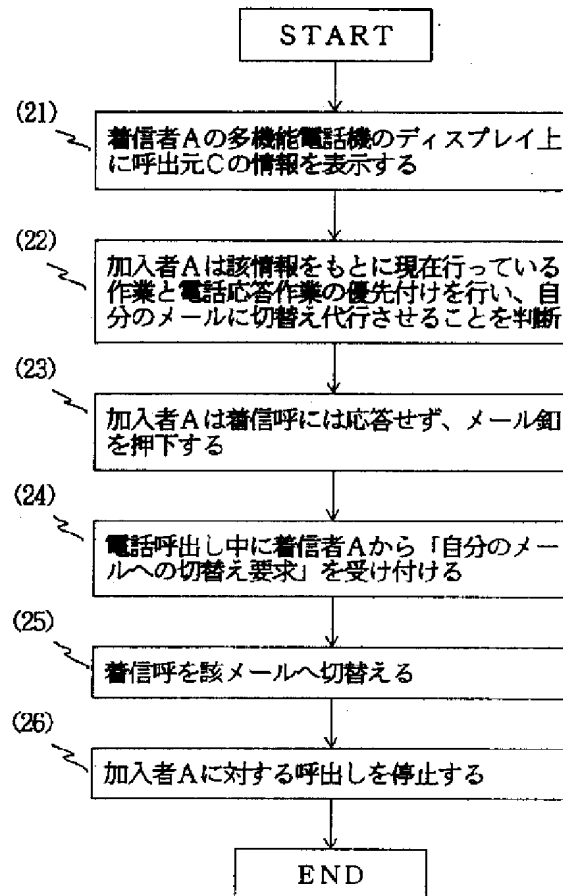 START
(21)
着信者Aの多機能電話機のディスプレイ上
に呼出元Cの情報を表示する
(22)
加入者Aは該情報をもとに現在行っている
作業と電話応答作業の優先付けを行い、自
分のメールに切替え代行させることを判断
(23)
加入者Aは着信呼には応答せず、メール釦
を押下する
(24)
電話呼出し中に着信者Aから「自分のメー
ルへの切替え要求」を受け付ける
(25)
着信呼を該メールへ切替える
(26)
加入者Aに対する呼出しを停止する
END